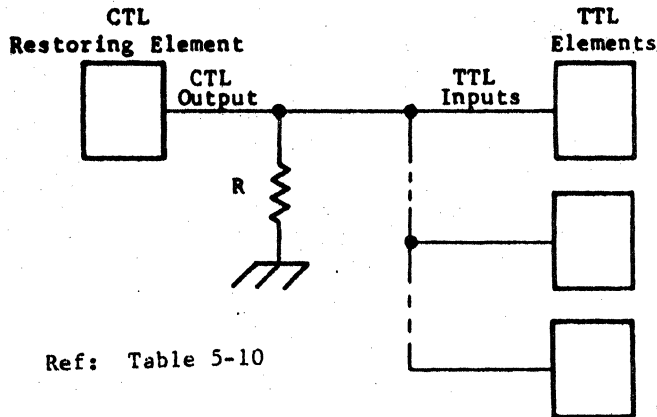 CTL
Restoring Element
TTL
Elements
CTL
Output
TTL
Inputs
R
Ref: Table 5-10